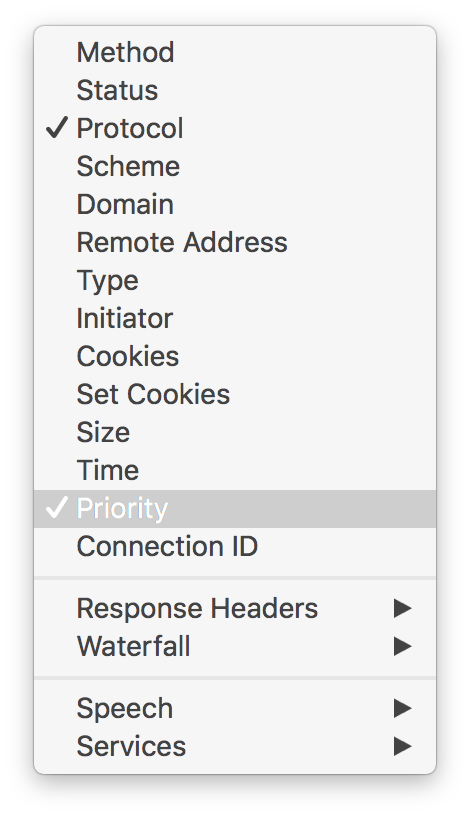 Method
Status
Protocol
Scheme
Domain
Remote Address
Type
Initiator
Cookies
Set Cookies
Size
Time
Priority
Connection ID
Response Headers
Waterfall
Speech
Services